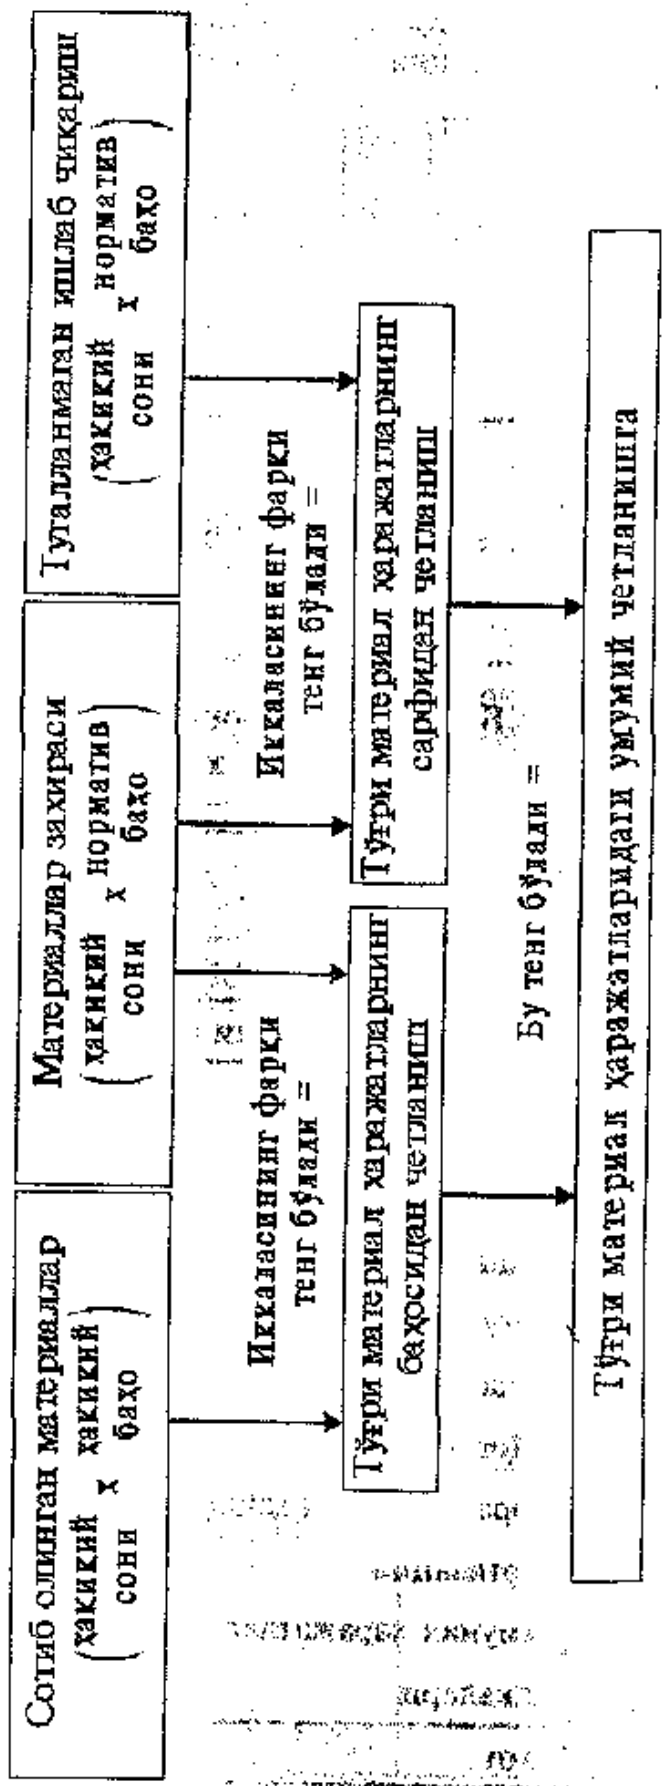 Сотиб олинган материаллар
(ҳақиқий х ҳақиқий)
сони баҳо
Материаллар захираси
(ҳақиқий х норматив)
сони баҳо
Тугалланмаган ишлаб чиқариш
(ҳақиқий х норматив)
сони баҳо
Иккаласининг фарқи
тенг бўлади =
Иккаласининг фарқи
тенг бўлади =
Тўғри материал харажатларнинг
баҳосидан четланиш
Тўғри материал харажатларнинг
сарфидан четланиш
Бу тенг бўлади =
Тўғри материал харажатларидаги умумий четланишга